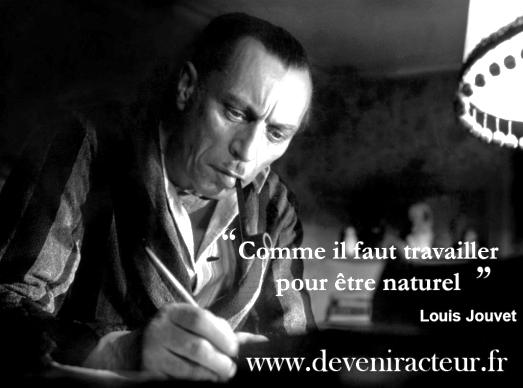 “ Comme il faut travailler
pour être naturel ”
Louis Jouvet
www.deveniracteur.fr